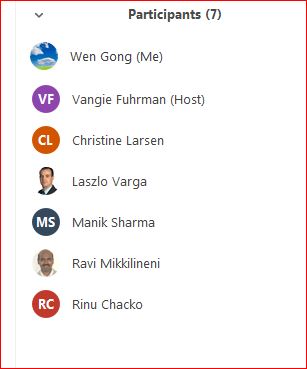 Participants (7)
Wen Gong (Me)
VF Vangie Fuhrman (Host)
CL Christine Larsen
Laszlo Varga
MS Manik Sharma
Ravi Mikkilineni
RC Rinu Chacko